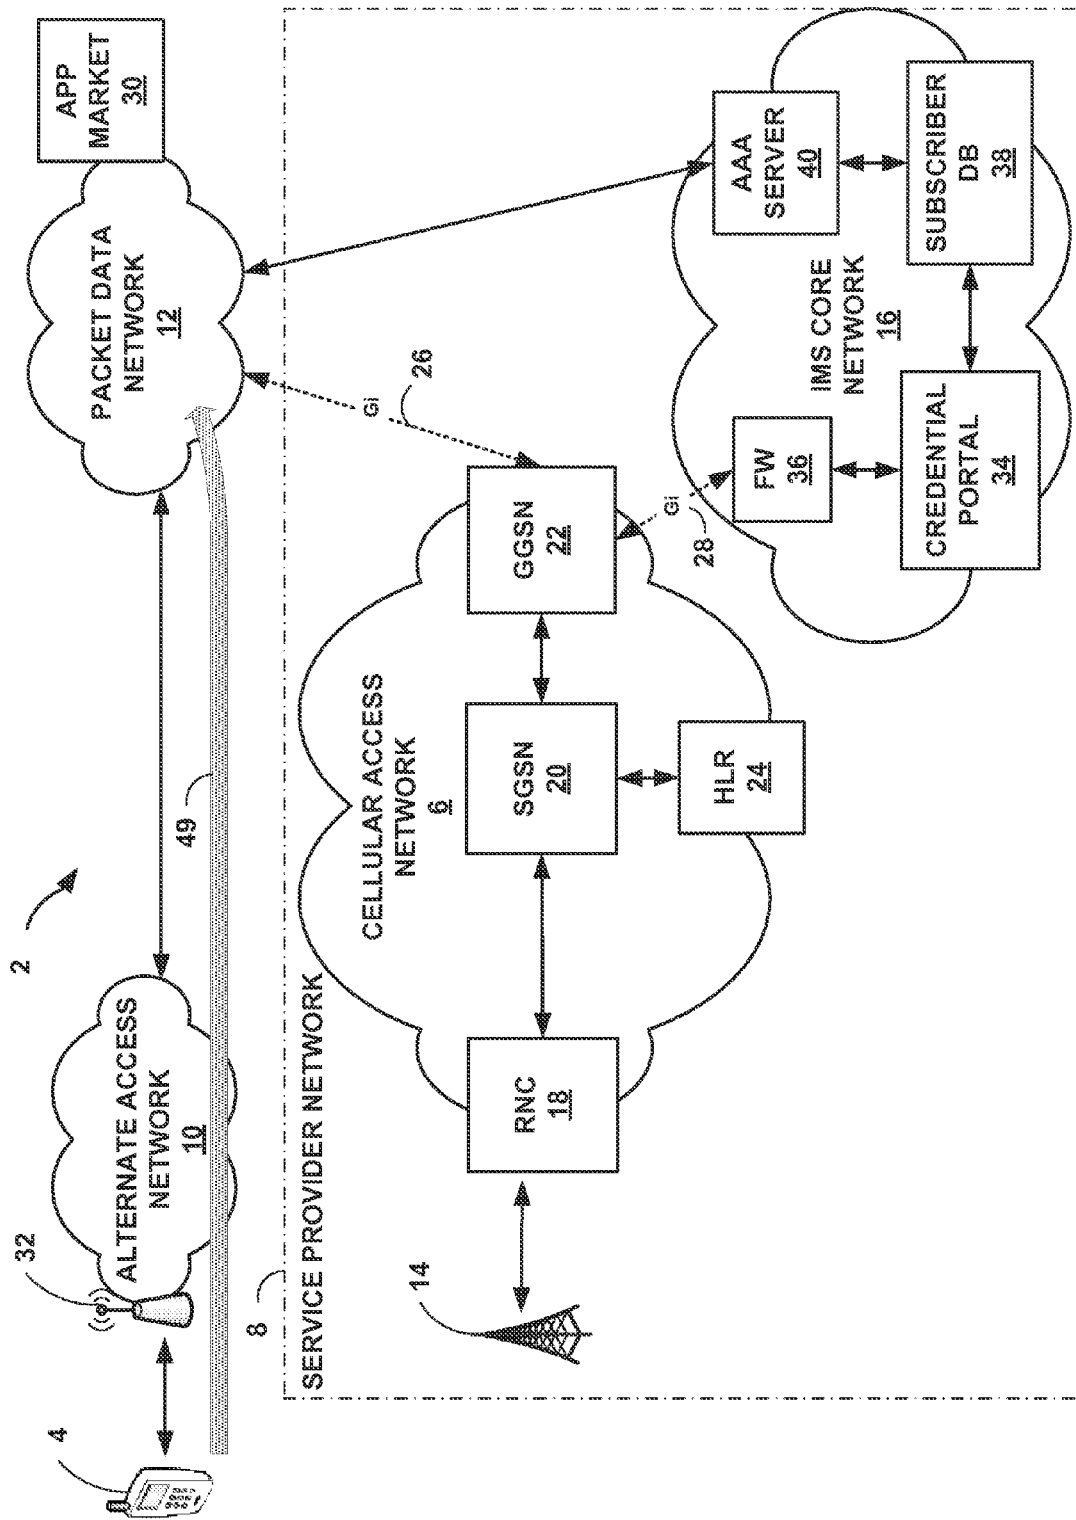 2
4
32
ALTERNATE ACCESS
NETWORK
10
49
PACKET DATA
NETWORK
12
APP
MARKET
30
8
SERVICE PROVIDER NETWORK
14
CELLULAR ACCESS
NETWORK
6
RNC
18
SGSN
20
GGSN
22
HLR
24
Gi
26
Gi
28
IMS CORE
NETWORK
16
FW
36
CREDENTIAL
PORTAL
34
AAA
SERVER
40
SUBSCRIBER
DB
38